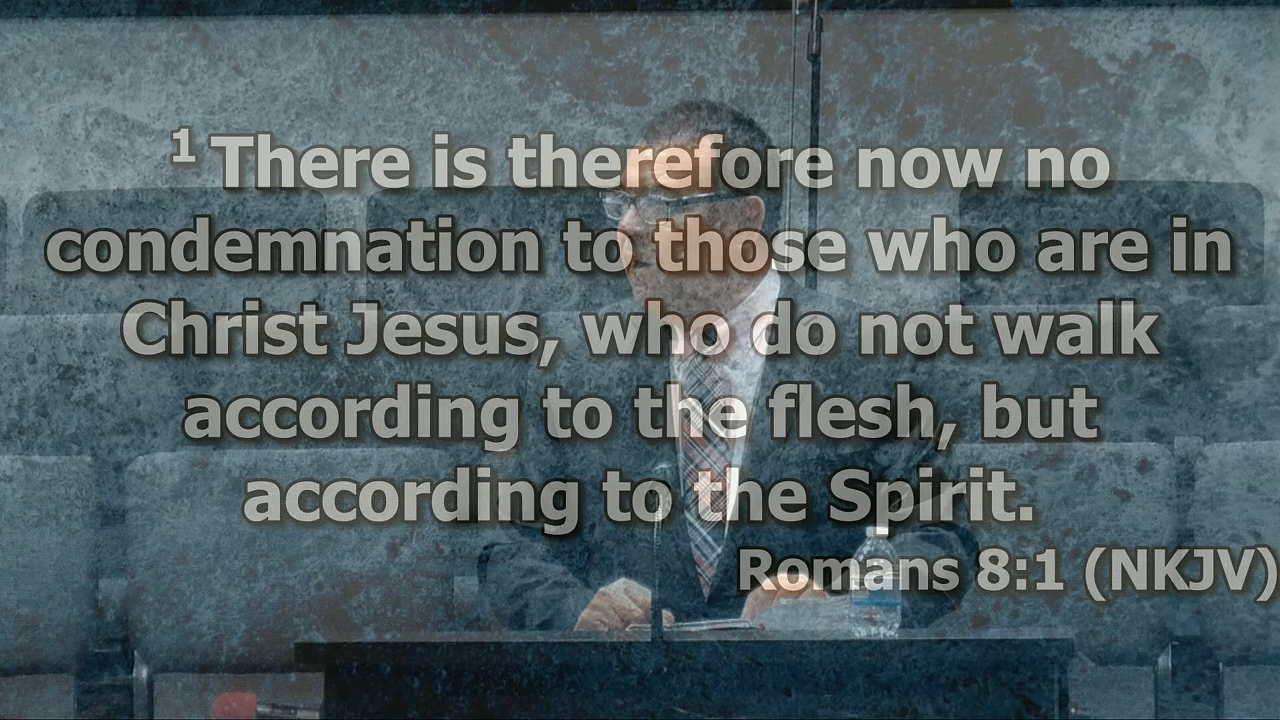 1 There is therefore now no
condemnation to those who are in
Christ Jesus, who do not walk
according to the flesh, but
according to the Spirit.
Romans 8:1 (NKJV)